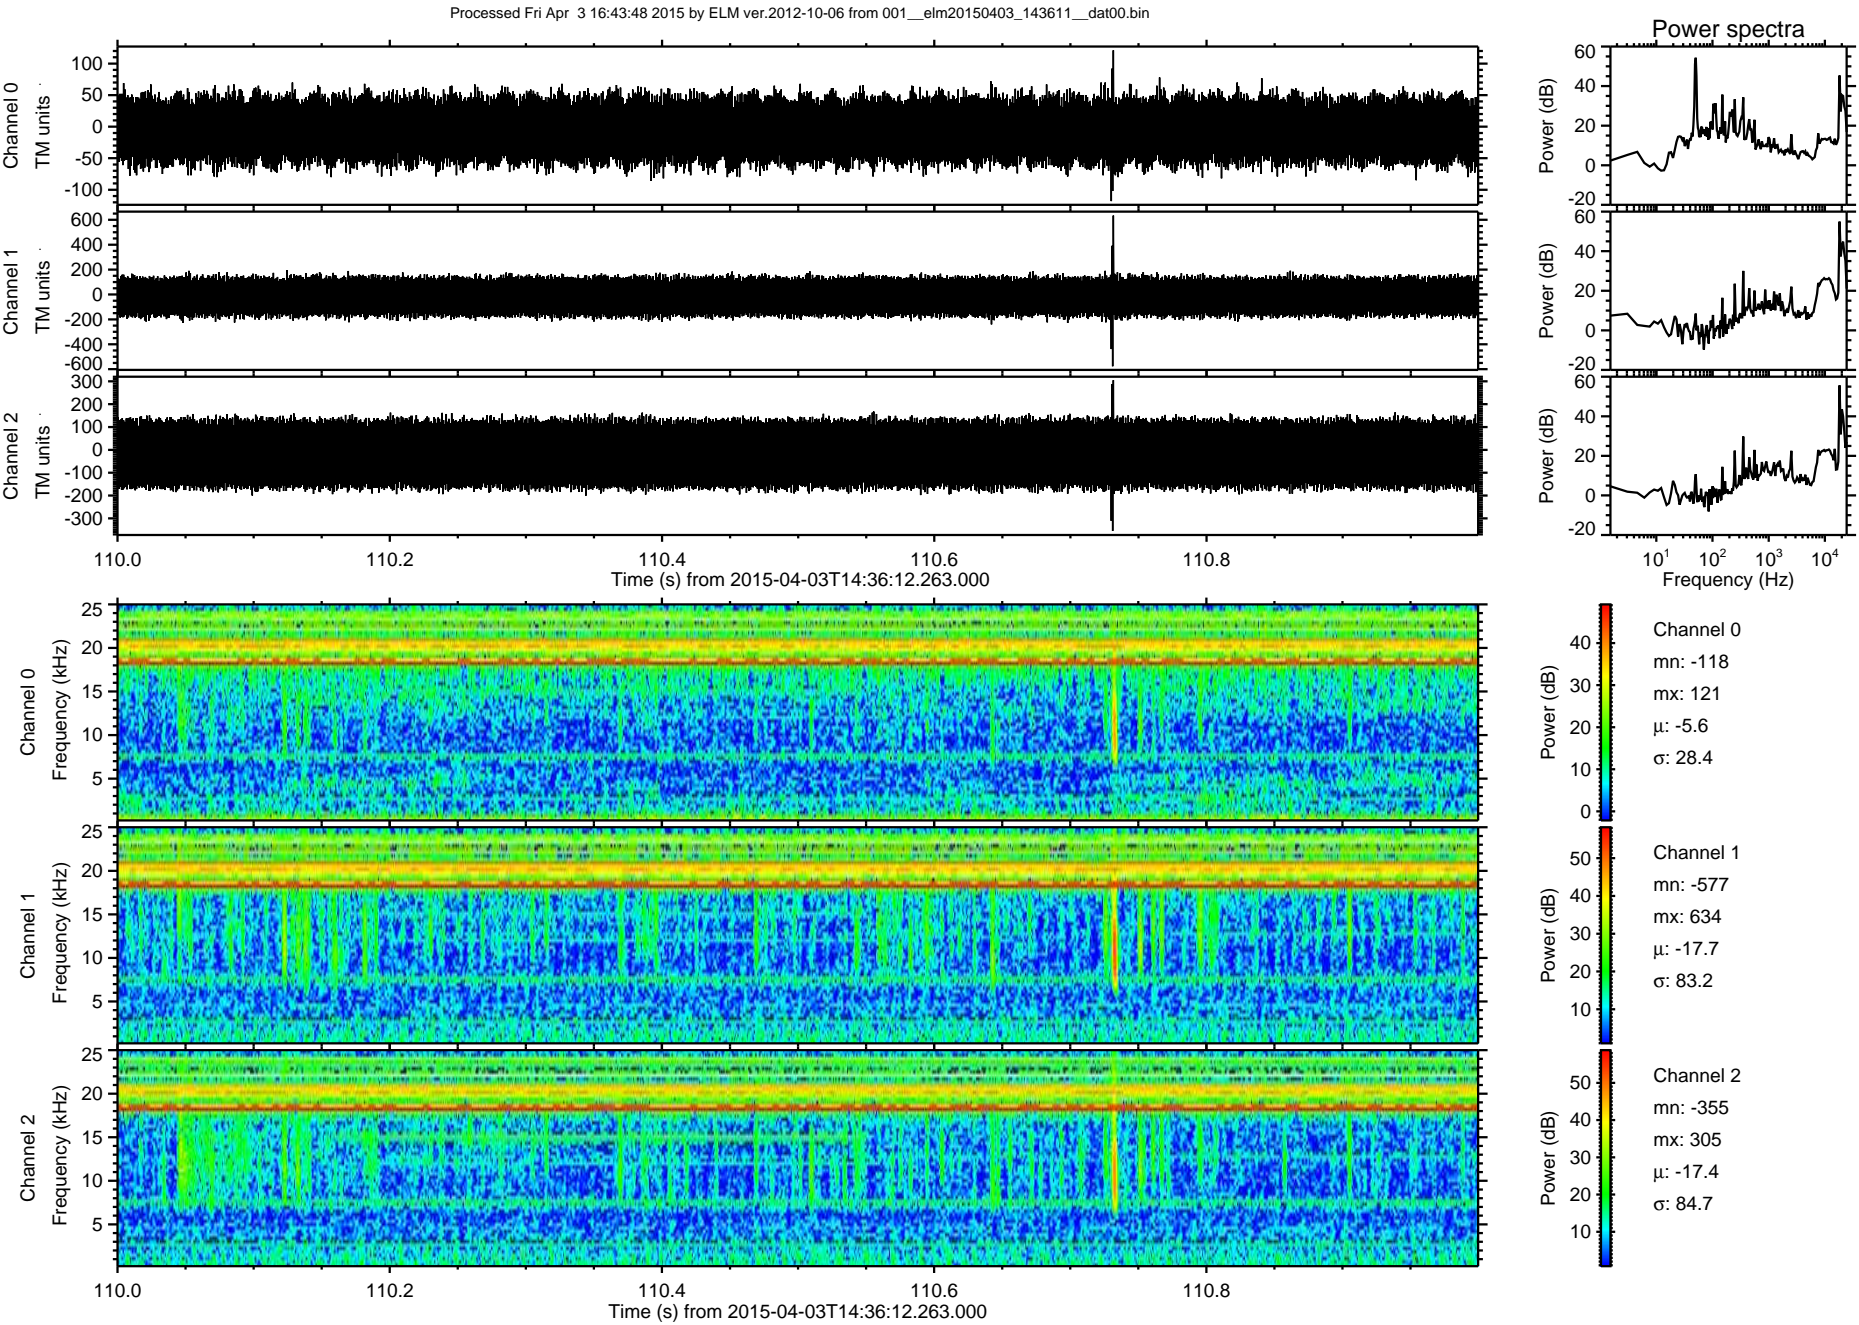 Processed Fri Apr  3 16:43:48 2015 by ELM ver.2012-10-06 from 001__elm20150403_143611__dat00.bin
Power spectra
Channel 0
TM units
100
50
0
-50
-100
Power (dB)
60
40
20
0
-20
Channel 1
TM units
600
400
200
0
-200
-400
-600
Power (dB)
60
40
20
0
-20
Channel 2
TM units
300
200
100
0
-100
-200
-300
Power (dB)
60
40
20
0
-20
110.0 110.2 110.4 110.6 110.8
Time (s) from 2015-04-03T14:36:12.263.000
10¹ 10² 10³ 10⁴
Frequency (Hz)
Channel 0
Frequency (kHz)
25
20
15
10
5
Power (dB)
40
30
20
10
0
Channel 0
mn: -118
mx: 121
μ: -5.6
σ: 28.4
Channel 1
Frequency (kHz)
25
20
15
10
5
Power (dB)
50
40
30
20
10
Channel 1
mn: -577
mx: 634
μ: -17.7
σ: 83.2
Channel 2
Frequency (kHz)
25
20
15
10
5
Power (dB)
50
40
30
20
10
Channel 2
mn: -355
mx: 305
μ: -17.4
σ: 84.7
110.0 110.2 110.4 110.6 110.8
Time (s) from 2015-04-03T14:36:12.263.000